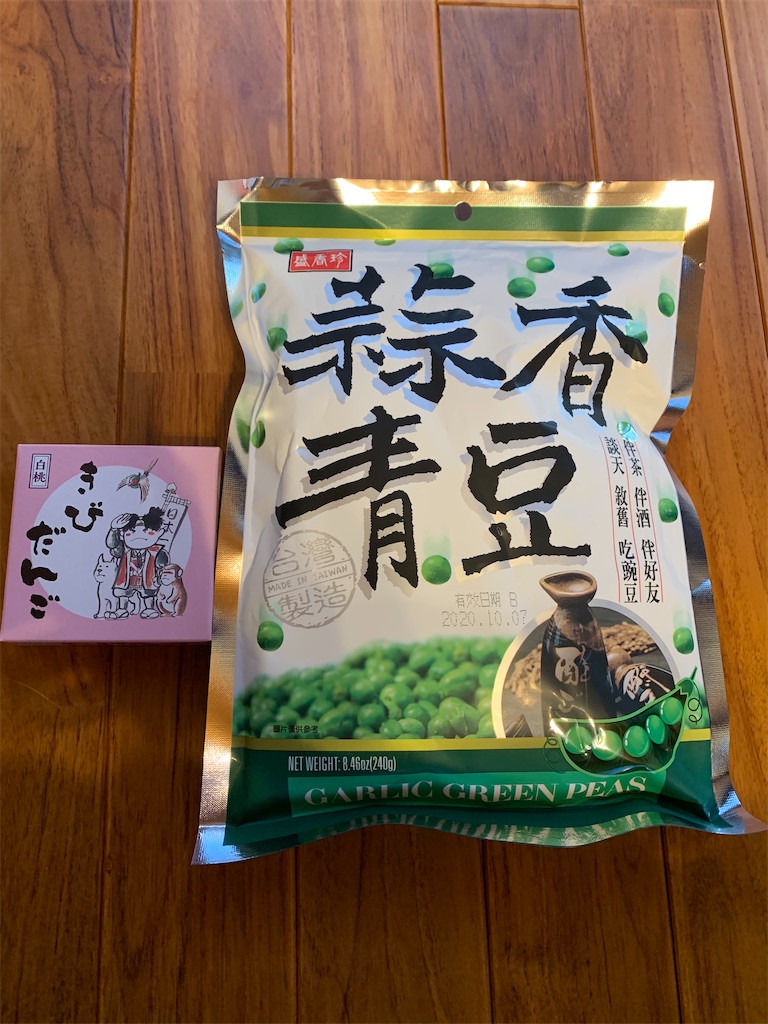 白桃
きび
だんご
日本一
盛香珍
蒜香
青豆
伴茶 伴酒 伴好友
談天 敘舊 吃豌豆
台灣
MADE IN TAIWAN
製造
有效日期 B
2020.10.07
圖片僅供參考
NET WEIGHT: 8.46oz(240g)
GARLIC GREEN PEAS